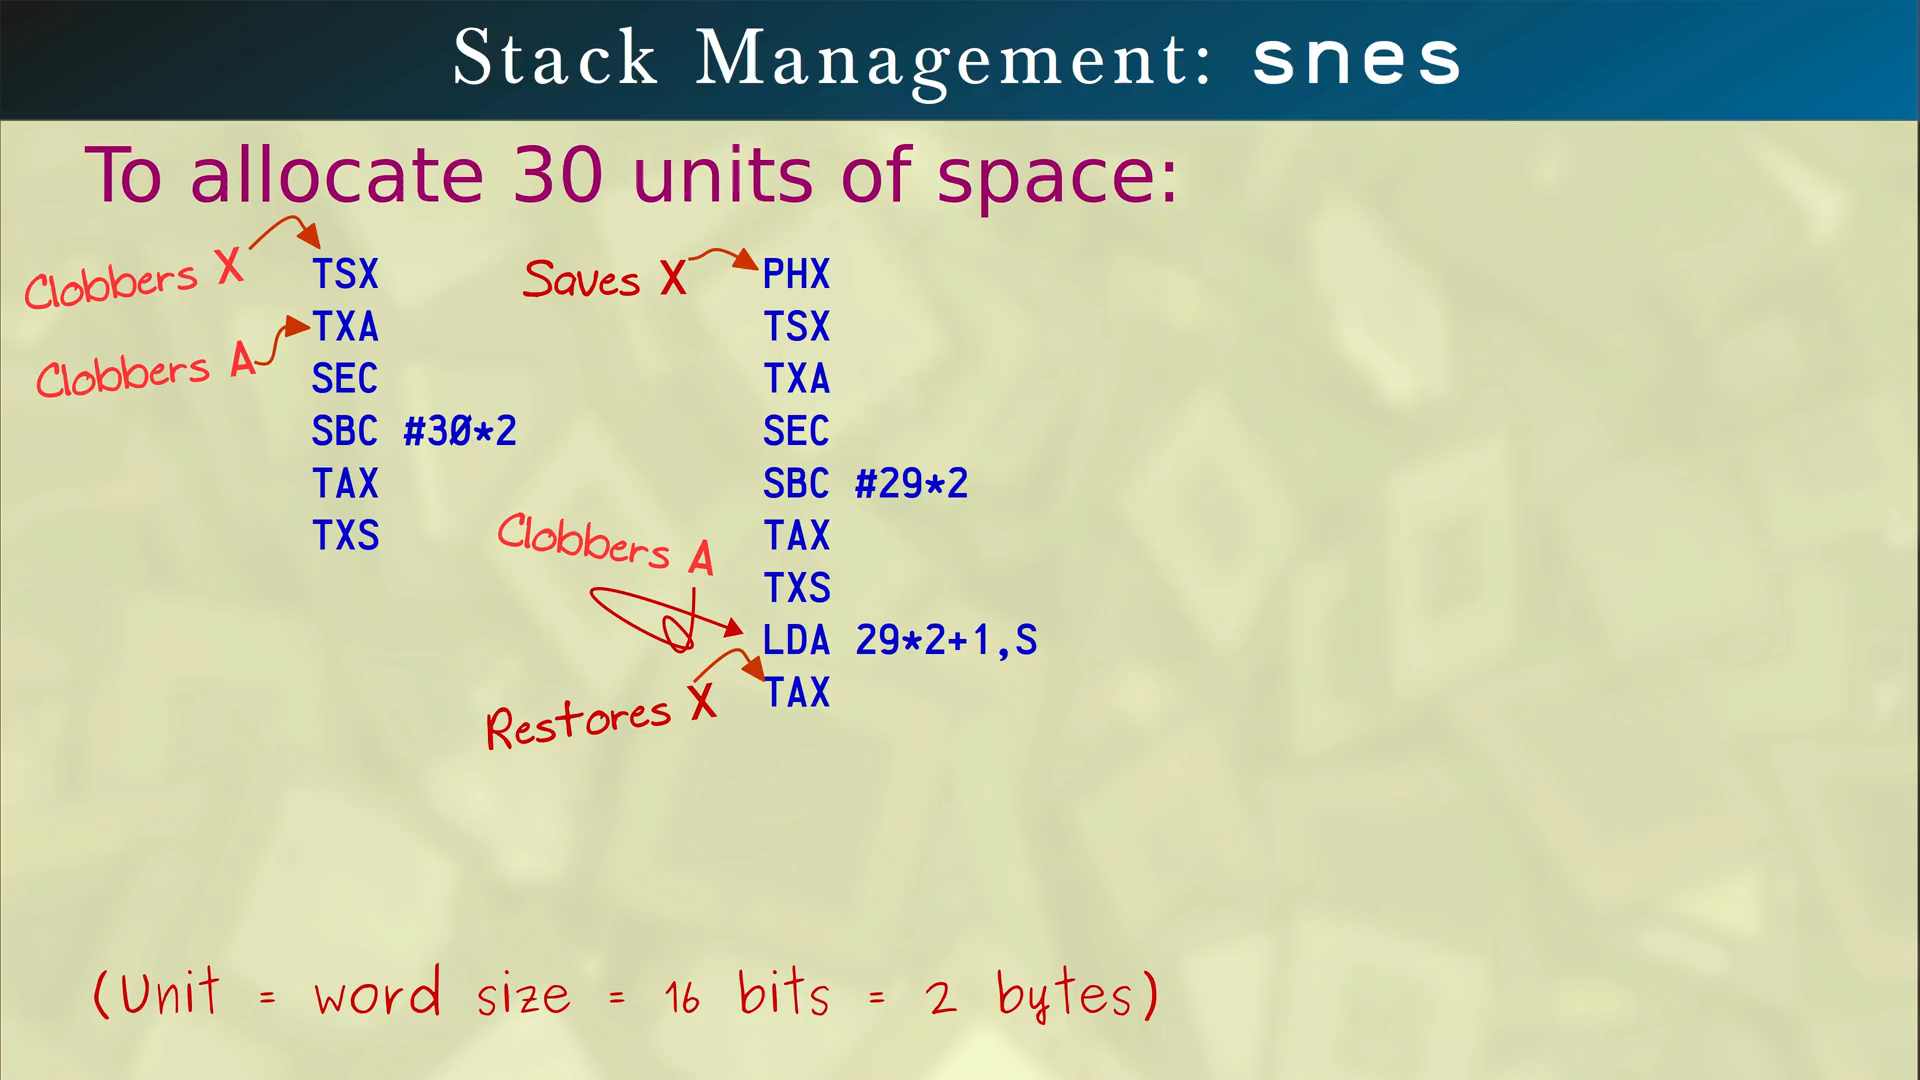 Stack Management: snes
To allocate 30 units of space:
Clobbers X
TSX
Clobbers A
TXA
SEC
SBC #30*2
TAX
TXS
Saves X
PHX
TSX
TXA
SEC
SBC #29*2
TAX
TXS
Clobbers A
LDA 29*2+1,S
Restores X
TAX
(Unit = word size = 16 bits = 2 bytes)